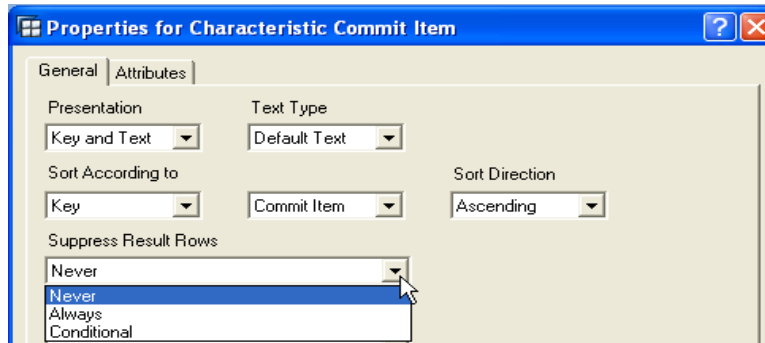 Properties for Characteristic Commit Item
General Attributes
Presentation Text Type
Key and Text Default Text
Sort According to Sort Direction
Key Commit Item Ascending
Suppress Result Rows
Never
Never
Always
Conditional